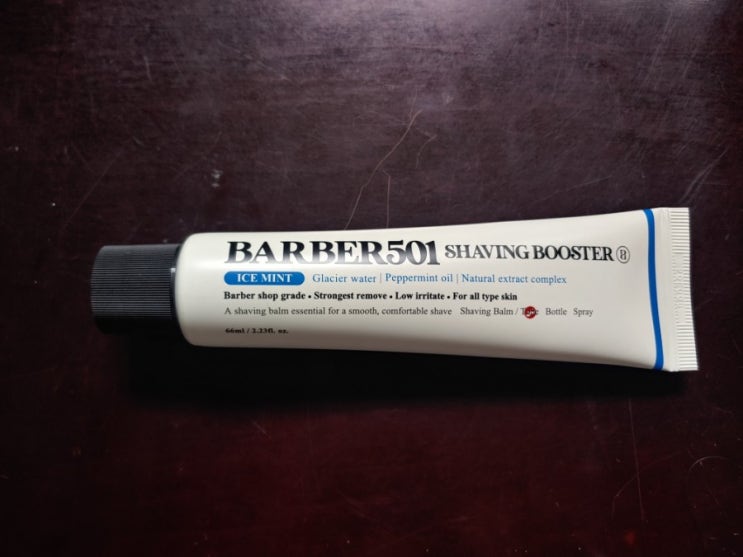 BARBER501 SHAVING BOOSTER
ICE MINT Glacier water | Peppermint oil | Natural extract complex
Barber shop grade • Strongest remove • Low irritate • For all type skin
A shaving balm essential for a smooth, comfortable shave Shaving Balm / Bottle Spray
66ml / 2.23fl. oz.